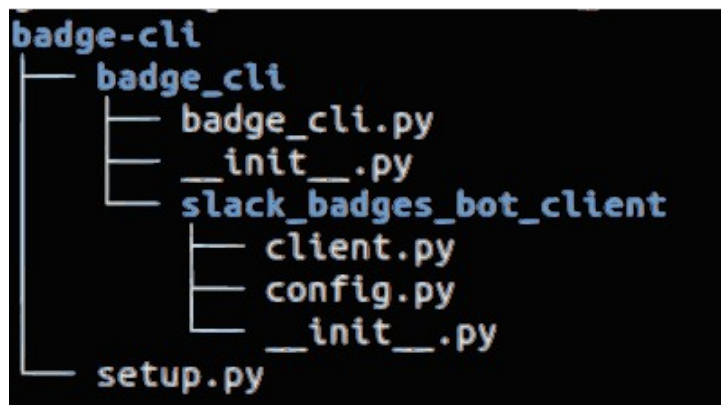 badge-cli
badge_cli
badge_cli.py
__init__.py
slack_badges_bot_client
client.py
config.py
__init__.py
setup.py